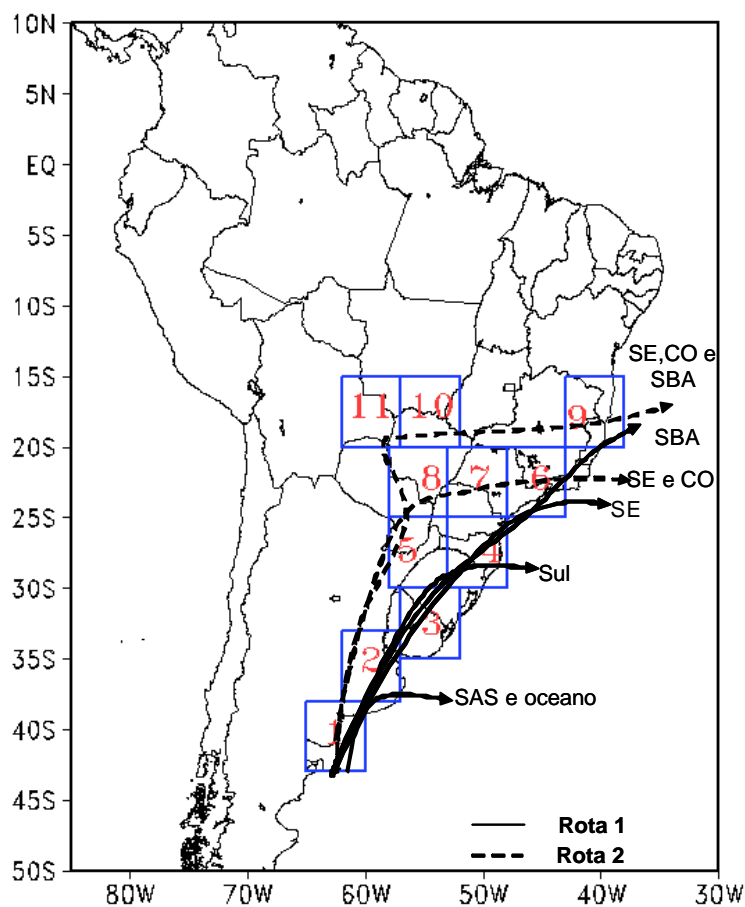 10N
5N
EQ
5S
10S
15S
20S
25S
30S
35S
40S
45S
50S
SE,CO e
SBA
11
10
9
SBA
8
7
6
SE e CO
SE
5
4
Sul
3
2
SAS e oceano
1
Rota 1
Rota 2
80W
70W
60W
50W
40W
30W